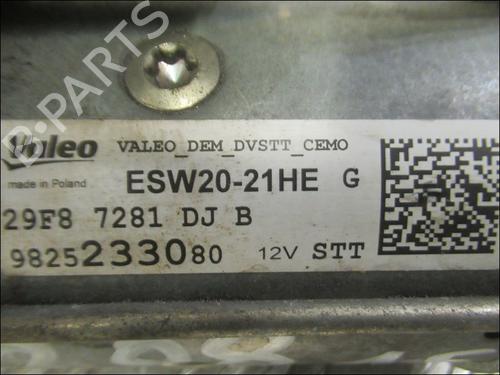 B-PARTS
Valeo VALEO_DEM_DVSTT_CEMO
made in Poland ESW20-21HE G
29F8 7281 DJ B
9825233080 12V STT